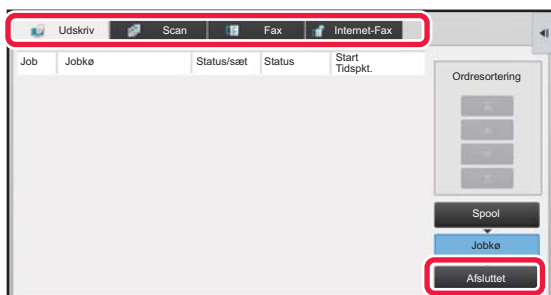 Udskriv Scan Fax Internet-Fax
Job Jobkø Status/sæt Status Start
Tidspkt.
Ordresortering
Spool
Jobkø
Afsluttet